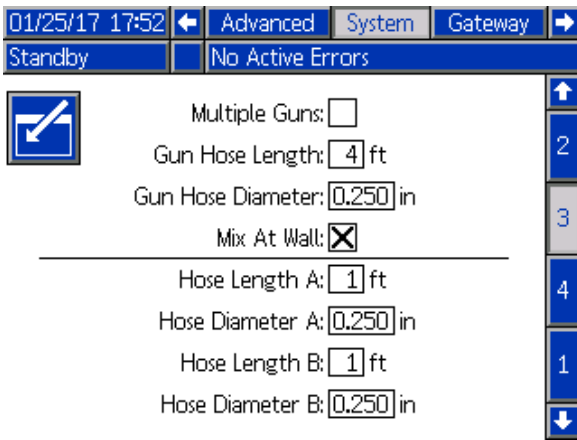 01/25/17 17:52 Advanced System Gateway
Standby No Active Errors
Multiple Guns:
Gun Hose Length: 4 ft
Gun Hose Diameter: 0.250 in
Mix At Wall:
Hose Length A: 1 ft
Hose Diameter A: 0.250 in
Hose Length B: 1 ft
Hose Diameter B: 0.250 in
2
3
4
1